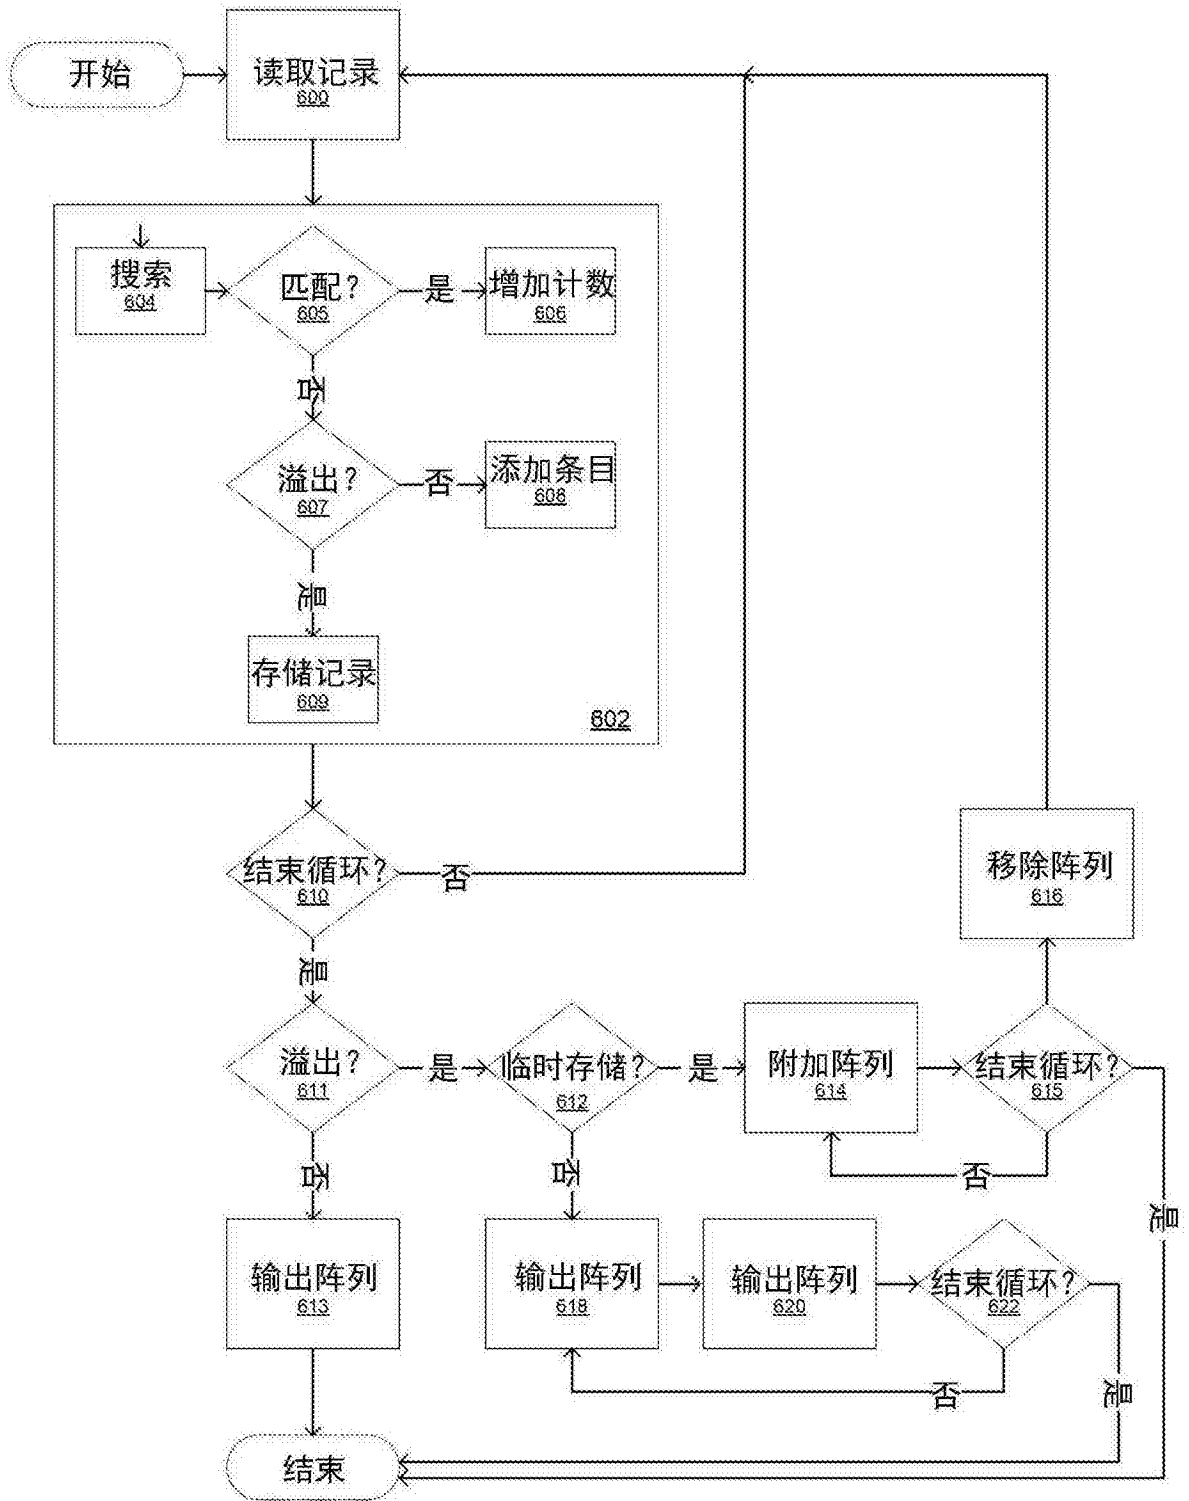 开始
读取记录
600
搜索
604
匹配?
605
是
增加计数
606
否
溢出?
607
否
添加条目
608
是
存储记录
609
602
结束循环?
610
否
移除阵列
616
是
溢出?
611
是
临时存储?
612
是
附加阵列
614
结束循环?
615
否
否
否
是
输出阵列
613
输出阵列
618
输出阵列
620
结束循环?
622
否
是
结束